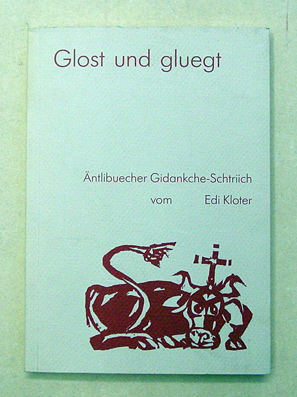 Glost und gluegt
Äntlibuecher Gidankche-Schtriich
vom Edi Kloter